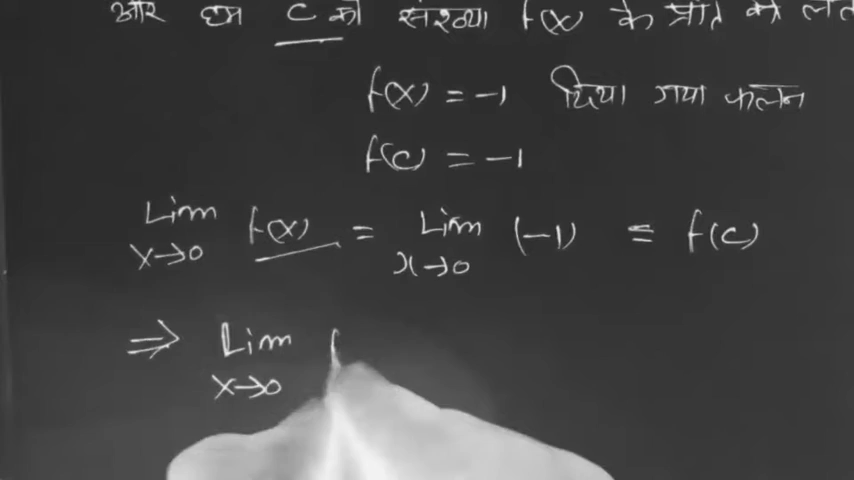 और हम c को संख्या f(x) के प्रांत को लेते
f(x) = -1 दिया गया फलन
f(c) = -1
Lim x→0 f(x) = Lim x→0 (-1) = f(c)
⇒ Lim x→0 f